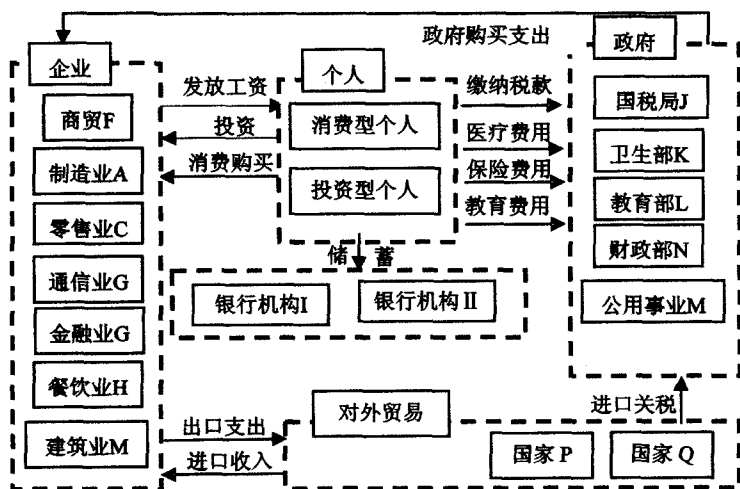 政府购买支出
政府
企业
个人
商贸F
制造业A
零售业C
通信业G
金融业G
餐饮业H
建筑业M
发放工资
投资
消费购买
消费型个人
投资型个人
缴纳税款
医疗费用
保险费用
教育费用
国税局J
卫生部K
教育部L
财政部N
公用事业M
储蓄
银行机构I
银行机构Ⅱ
对外贸易
进口关税
出口支出
进口收入
国家 P
国家 Q